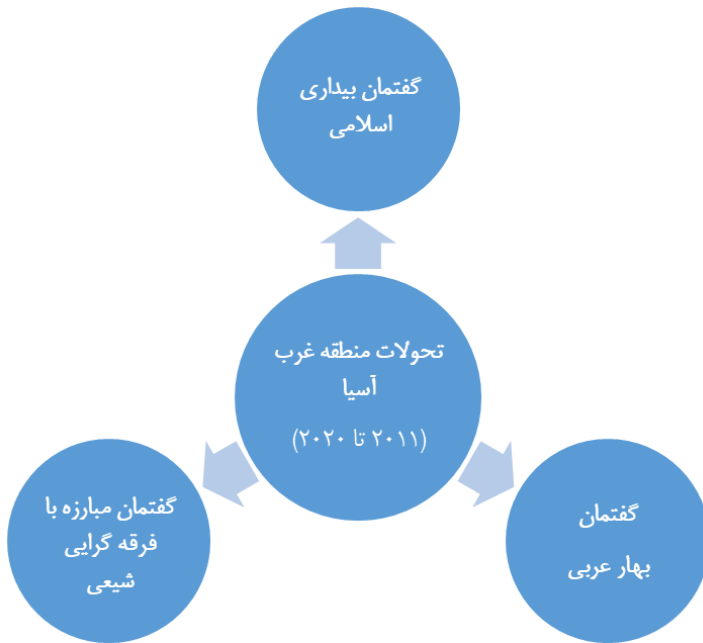 گفتمان بیداری
اسلامی
تحولات منطقه غرب
آسیا
(۲۰۱۱ تا ۲۰۲۰)
گفتمان
بهار عربی
گفتمان مبارزه با
فرقه گرایی
شیعی